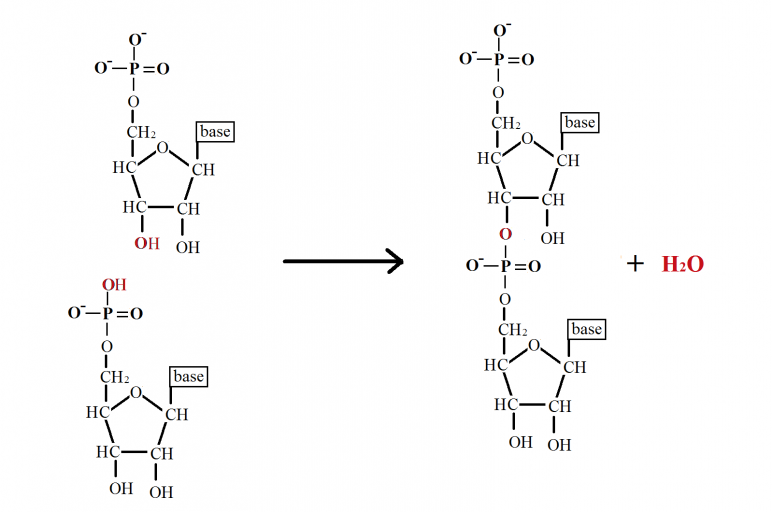 O⁻
O⁻—P=O
O
CH₂
base
O
HC
CH
HC
CH
OH
OH
OH
O⁻—P=O
O
CH₂
base
O
HC
CH
HC
CH
OH
OH
O⁻
O⁻—P=O
O
CH₂
base
O
HC
CH
HC
CH
O
OH
O⁻—P=O
O
CH₂
base
O
HC
CH
HC
CH
OH
OH
+ H₂O